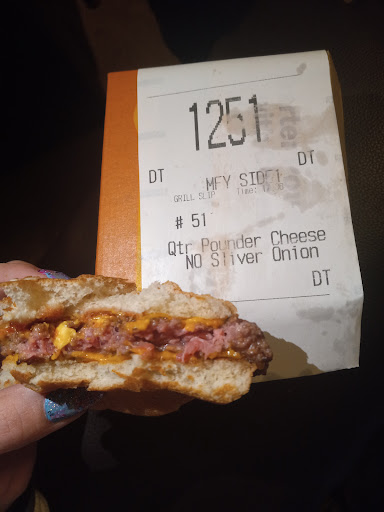 1251
DT
DT
MFY SIDE1
GRILL SLIP
# 51
Qtr Pounder Cheese
NO Sliver Onion
DT